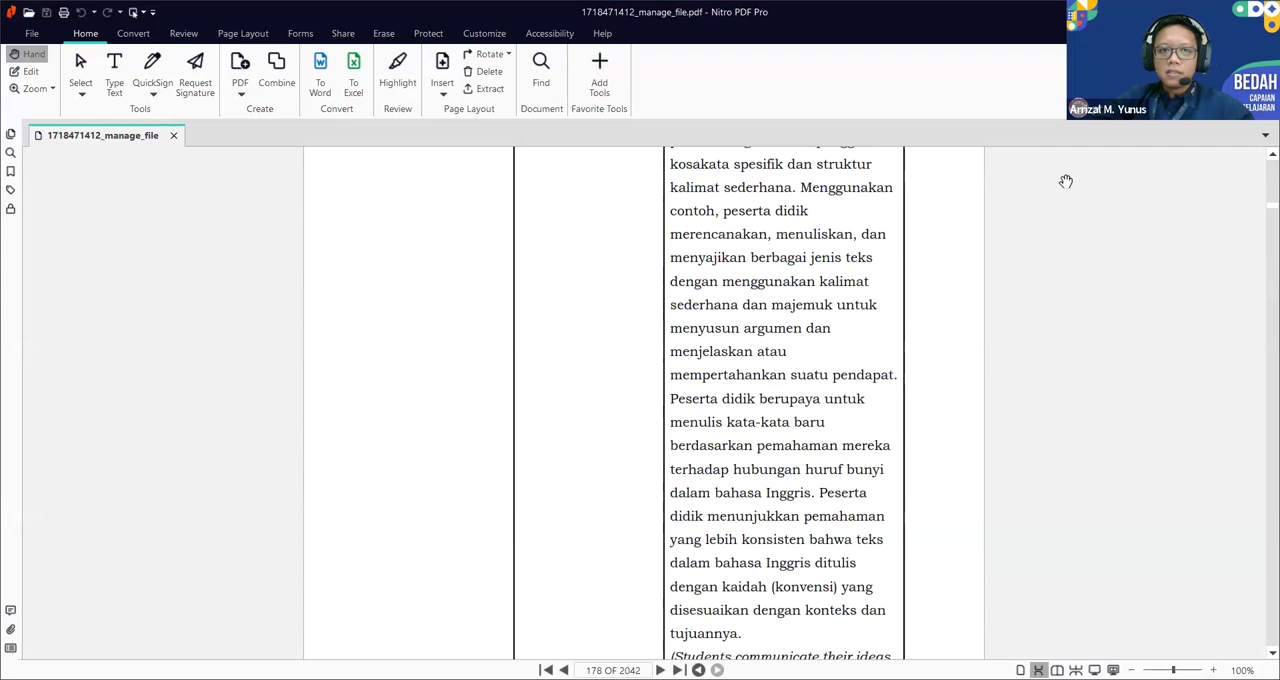 1718471412_manage_file.pdf - Nitro PDF Pro
File Home Convert Review Page Layout Forms Share Erase Protect Customize Accessibility Help
Hand
Edit
Zoom
Select
Type Text
QuickSign
Request Signature
Tools
PDF
Combine
Create
To Word
To Excel
Convert
Highlight
Review
Insert
Rotate
Delete
Extract
Page Layout
Find
Document
Add Tools
Favorite Tools
BEDAH
CAPAIAN
Arrizal M. Yunus
1718471412_manage_file
kosakata spesifik dan struktur
kalimat sederhana. Menggunakan
contoh, peserta didik
merencanakan, menuliskan, dan
menyajikan berbagai jenis teks
dengan menggunakan kalimat
sederhana dan majemuk untuk
menyusun argumen dan
menjelaskan atau
mempertahankan suatu pendapat.
Peserta didik berupaya untuk
menulis kata-kata baru
berdasarkan pemahaman mereka
terhadap hubungan huruf bunyi
dalam bahasa Inggris. Peserta
didik menunjukkan pemahaman
yang lebih konsisten bahwa teks
dalam bahasa Inggris ditulis
dengan kaidah (konvensi) yang
disesuaikan dengan konteks dan
tujuannya.
(Students communicate their ideas
178 OF 2042
100%